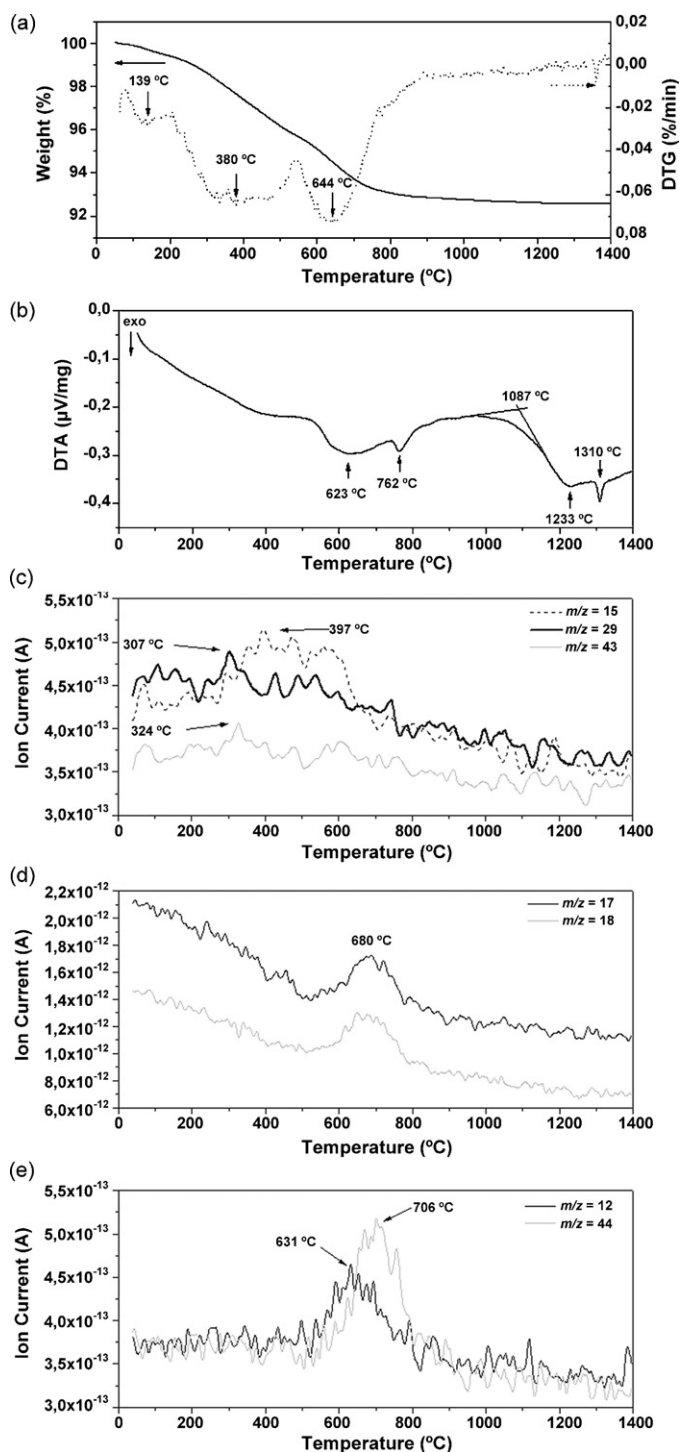 (a)
100
98
96
94
92
Weight (%)
139 ºC
380 ºC
644 ºC
0,02
0,00
-0,02
-0,04
-0,06
0,08
DTG (%/min)
0 200 400 600 800 1000 1200 1400
Temperature (ºC)
(b)
0,0
-0,1
-0,2
-0,3
-0,4
DTA (µV/mg)
exo
623 ºC
762 ºC
1087 ºC
1310 ºC
1233 ºC
0 200 400 600 800 1000 1200 1400
Temperature (ºC)
(c)
5,5x10⁻¹³
5,0x10⁻¹³
4,5x10⁻¹³
4,0x10⁻¹³
3,5x10⁻¹³
3,0x10⁻¹³
Ion Current (A)
307 ºC
397 ºC
324 ºC
m/z = 15
m/z = 29
m/z = 43
0 200 400 600 800 1000 1200 1400
Temperature (ºC)
(d)
2,2x10⁻¹²
2,0x10⁻¹²
1,8x10⁻¹²
1,6x10⁻¹²
1,4x10⁻¹²
1,2x10⁻¹²
1,0x10⁻¹²
8,0x10⁻¹²
6,0x10⁻¹²
Ion Current (A)
680 ºC
m/z = 17
m/z = 18
0 200 400 600 800 1000 1200 1400
Temperature (ºC)
(e)
5,5x10⁻¹³
5,0x10⁻¹³
4,5x10⁻¹³
4,0x10⁻¹³
3,5x10⁻¹³
3,0x10⁻¹³
Ion Current (A)
631 ºC
706 ºC
m/z = 12
m/z = 44
0 200 400 600 800 1000 1200 1400
Temperature (ºC)